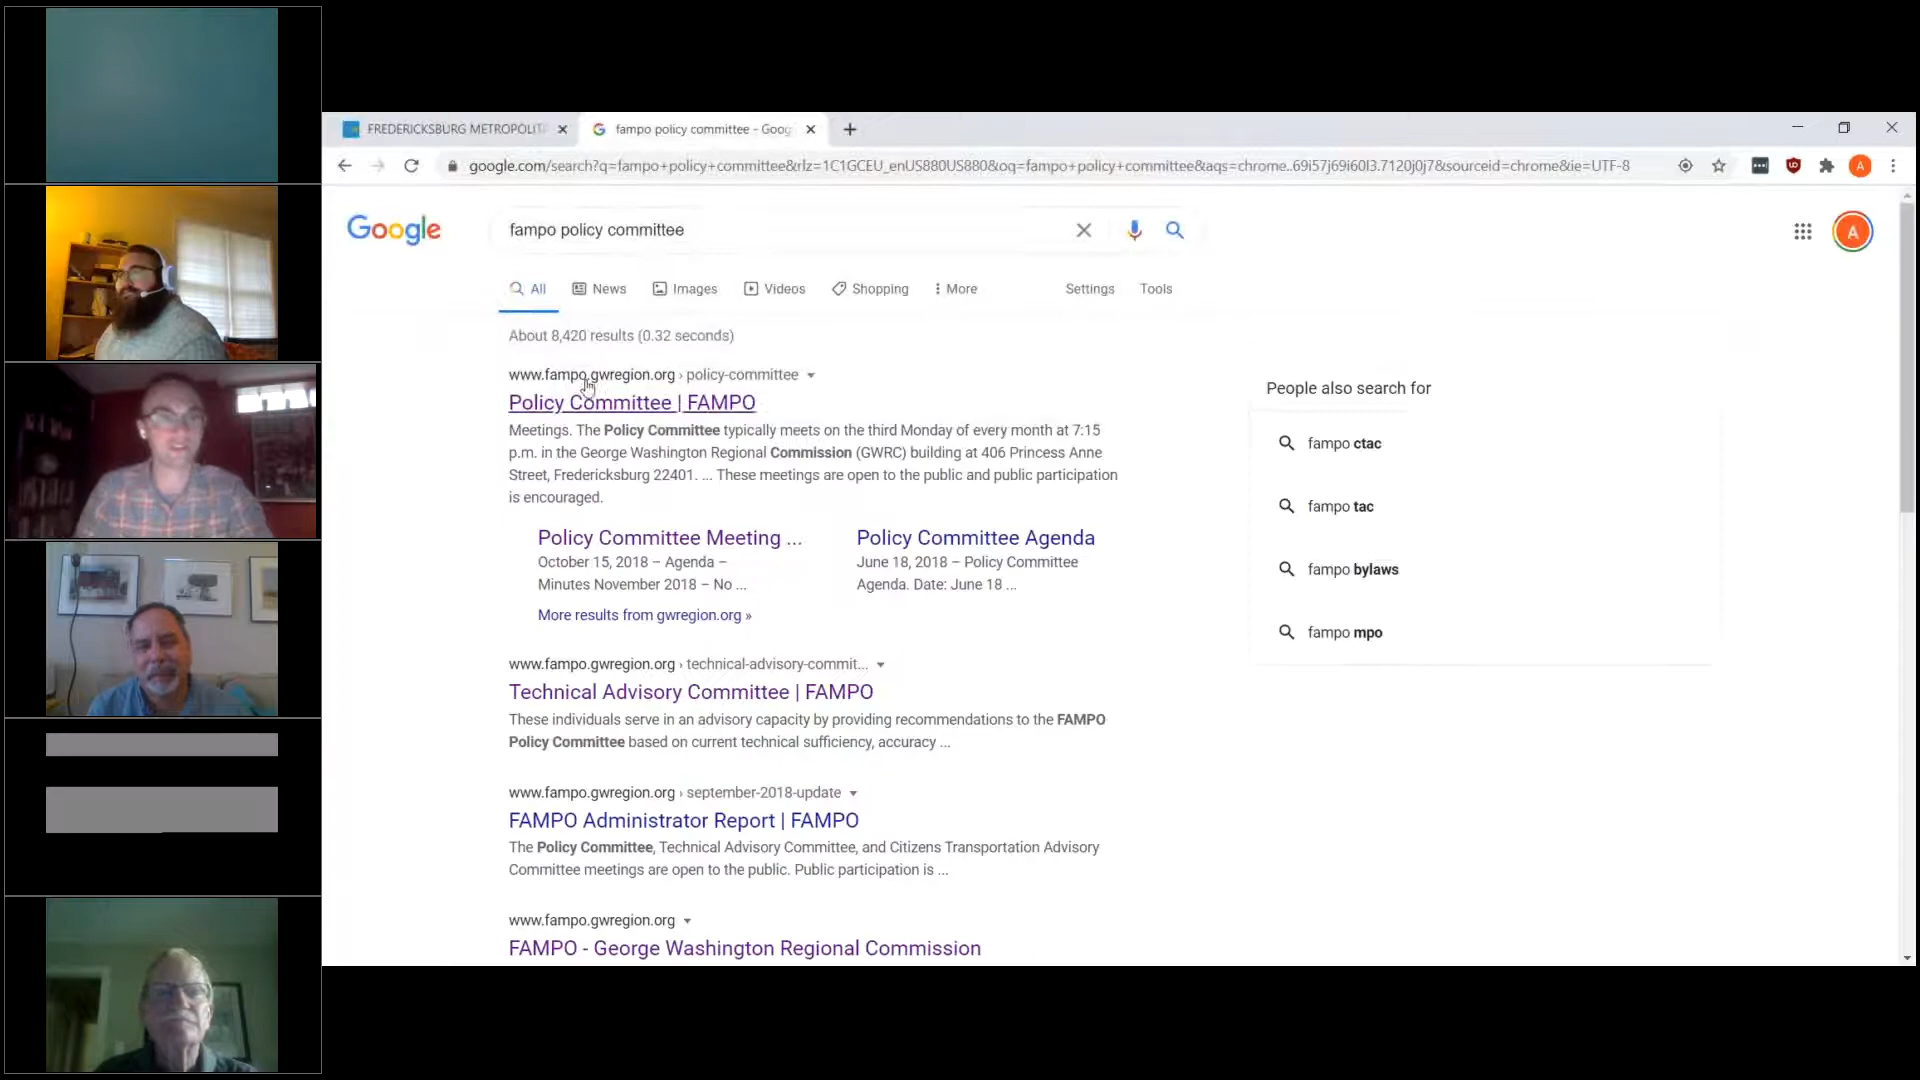 FREDERICKSBURG METROPOLIT
fampo policy committee - Goog
google.com/search?q=fampo+policy+committee&rlz=1C1GCEU_enUS880US880&oq=fampo+policy+committee&aqs=chrome..69i57j69i60l3.7120j0j7&sourceid=chrome&ie=UTF-8
A
Google
fampo policy committee
A
All
News
Images
Videos
Shopping
More
Settings
Tools
About 8,420 results (0.32 seconds)
www.fampo.gwregion.org › policy-committee
Policy Committee | FAMPO
Meetings. The Policy Committee typically meets on the third Monday of every month at 7:15
p.m. in the George Washington Regional Commission (GWRC) building at 406 Princess Anne
Street, Fredericksburg 22401. ... These meetings are open to the public and public participation
is encouraged.
Policy Committee Meeting ...
October 15, 2018 – Agenda –
Minutes November 2018 – No ...
Policy Committee Agenda
June 18, 2018 – Policy Committee
Agenda. Date: June 18 ...
More results from gwregion.org »
www.fampo.gwregion.org › technical-advisory-commit...
Technical Advisory Committee | FAMPO
These individuals serve in an advisory capacity by providing recommendations to the FAMPO
Policy Committee based on current technical sufficiency, accuracy ...
www.fampo.gwregion.org › september-2018-update
FAMPO Administrator Report | FAMPO
The Policy Committee, Technical Advisory Committee, and Citizens Transportation Advisory
Committee meetings are open to the public. Public participation is ...
www.fampo.gwregion.org
FAMPO - George Washington Regional Commission
People also search for
fampo ctac
fampo tac
fampo bylaws
fampo mpo